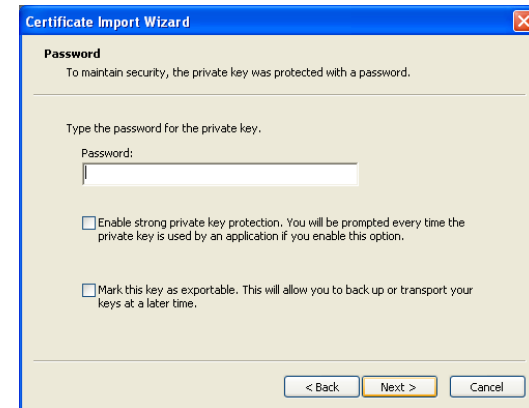 Certificate Import Wizard
Password
To maintain security, the private key was protected with a password.
Type the password for the private key.
Password:
Enable strong private key protection. You will be prompted every time the
private key is used by an application if you enable this option.
Mark this key as exportable. This will allow you to back up or transport your
keys at a later time.
< Back Next > Cancel